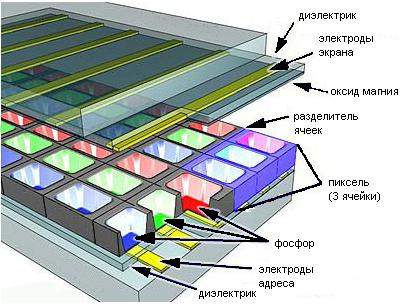 диэлектрик
электроды
экрана
оксид магния
разделитель
ячеек
пиксель
(3 ячейки)
фосфор
электроды
адреса
диэлектрик